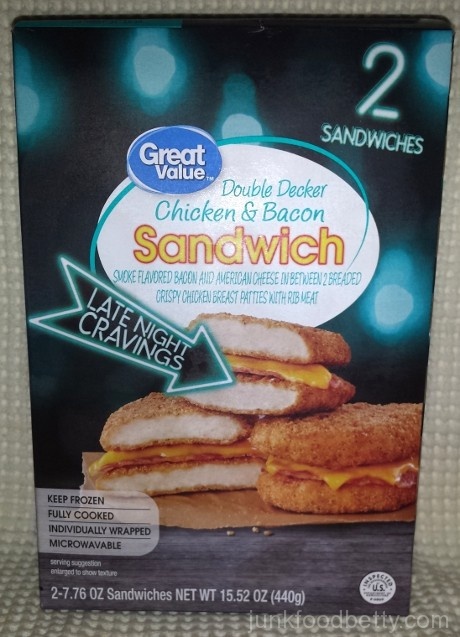 2
SANDWICHES
Great
Value™
Double Decker
Chicken & Bacon
Sandwich
SMOKE FLAVORED BACON AND AMERICAN CHEESE IN BETWEEN 2 BREADED
CRISPY CHICKEN BREAST PATTIES WITH RIB MEAT
LATE NIGHT
CRAVINGS
KEEP FROZEN
FULLY COOKED
INDIVIDUALLY WRAPPED
MICROWAVABLE
serving suggestion
enlarged to show texture
2-7.76 OZ Sandwiches NET WT 15.52 OZ (440g)
INSPECTED
U.S.
junkfoodbetty.com